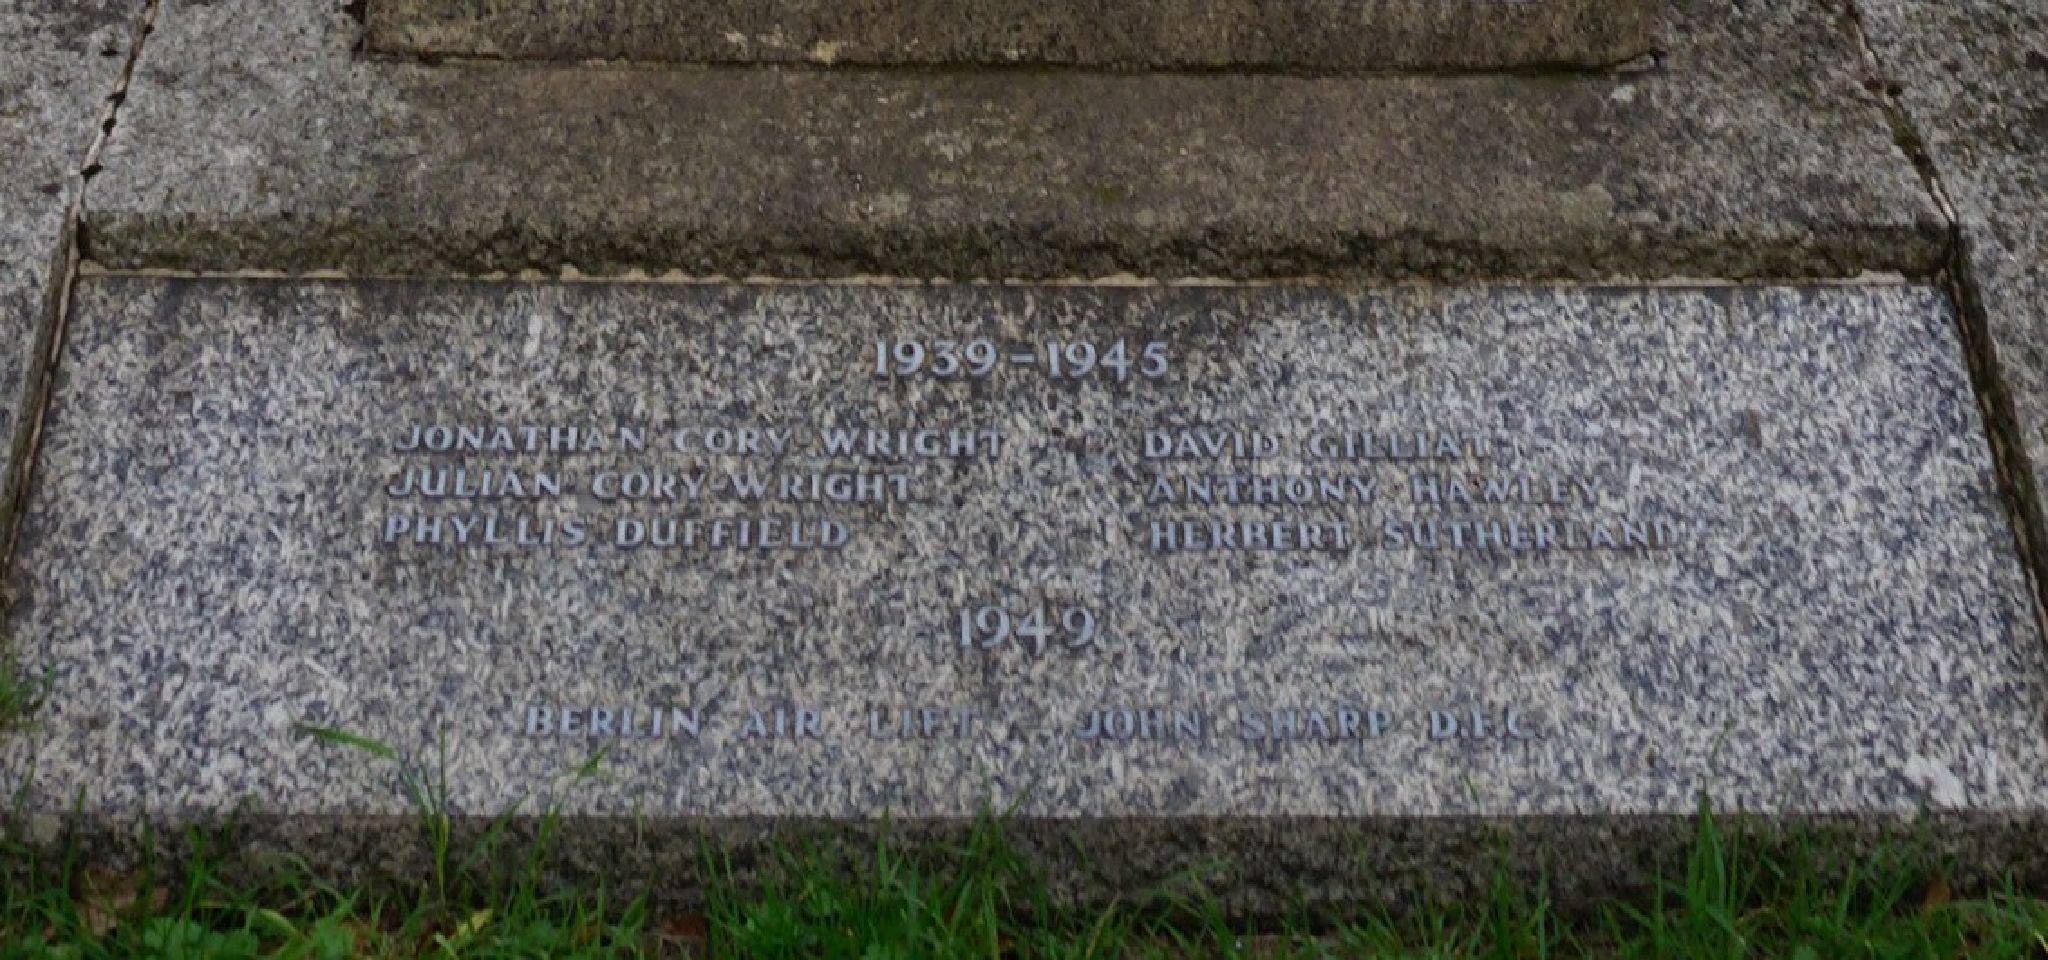 1939-1945
JONATHAN CORY WRIGHT DAVID GILLIAT
JULIAN CORY WRIGHT ANTHONY HAWLEY
PHYLLIS DUFFIELD HERBERT SUTHERLAND
1949
BERLIN AIR LIFT JOHN SHARP D.F.C.